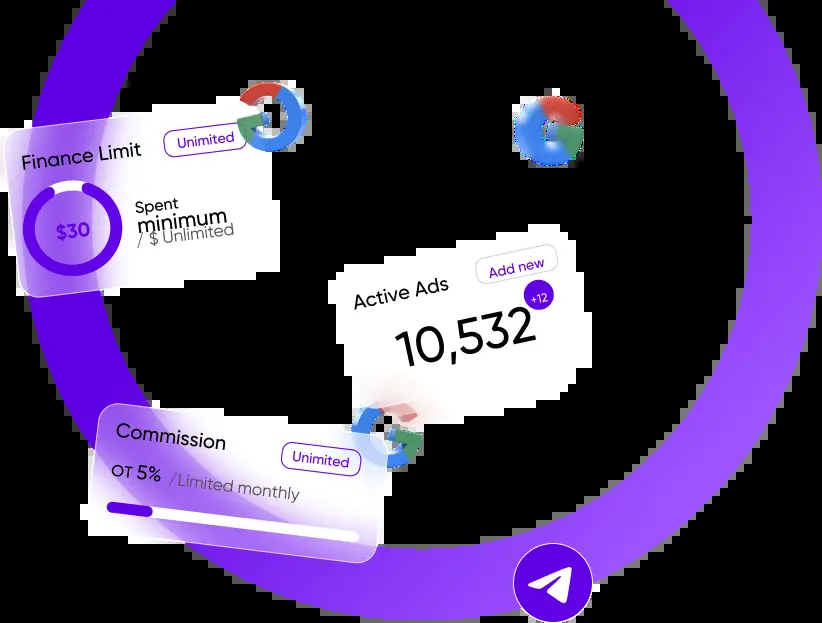 Finance Limit
Unimited
$30
Spent
minimum
/ $ Unlimited
Active Ads
Add new
+12
10,532
Commission
Unimited
ОТ 5% /Limited monthly